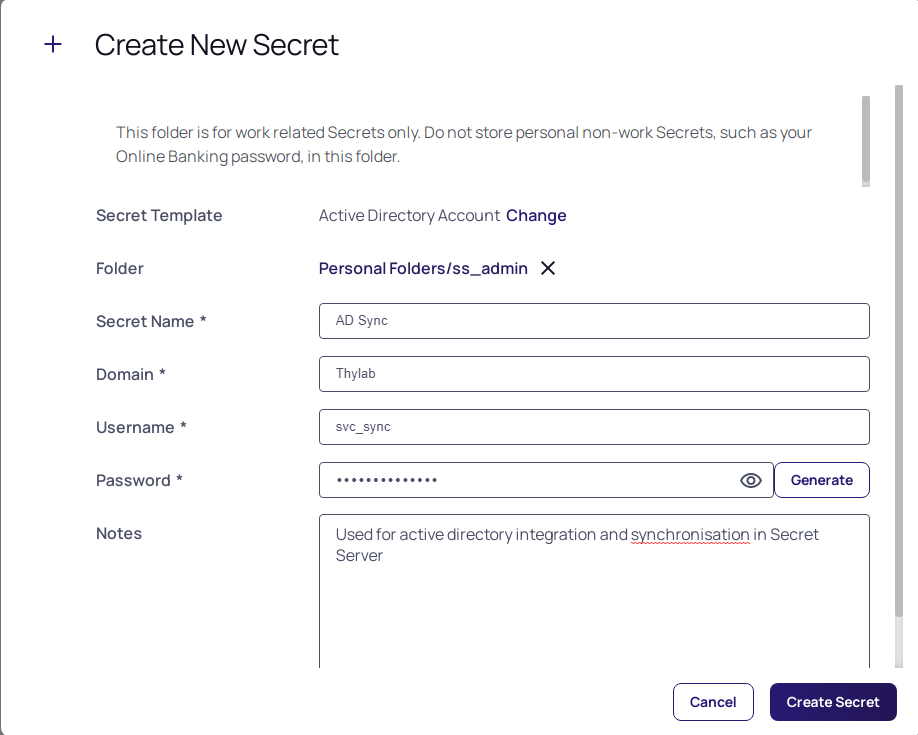 Create New Secret
This folder is for work related Secrets only. Do not store personal non-work Secrets, such as your
Online Banking password, in this folder.
Secret Template Active Directory Account Change
Folder Personal Folders/ss_admin
Secret Name * AD Sync
Domain * Thylab
Username * svc_sync
Password * •••••••••••••• Generate
Notes Used for active directory integration and synchronisation in Secret
Server
Cancel Create Secret